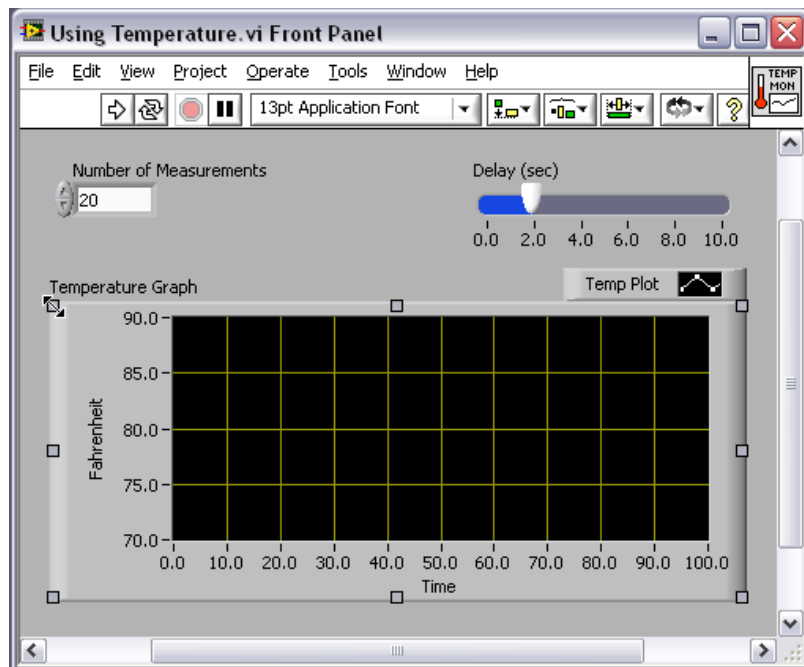 Using Temperature.vi Front Panel
File Edit View Project Operate Tools Window Help
TEMP
MON
13pt Application Font
?
Number of Measurements
20
Delay (sec)
0.0 2.0 4.0 6.0 8.0 10.0
Temperature Graph
Temp Plot
90.0
85.0
80.0
75.0
70.0
Fahrenheit
0.0 10.0 20.0 30.0 40.0 50.0 60.0 70.0 80.0 90.0 100.0
Time